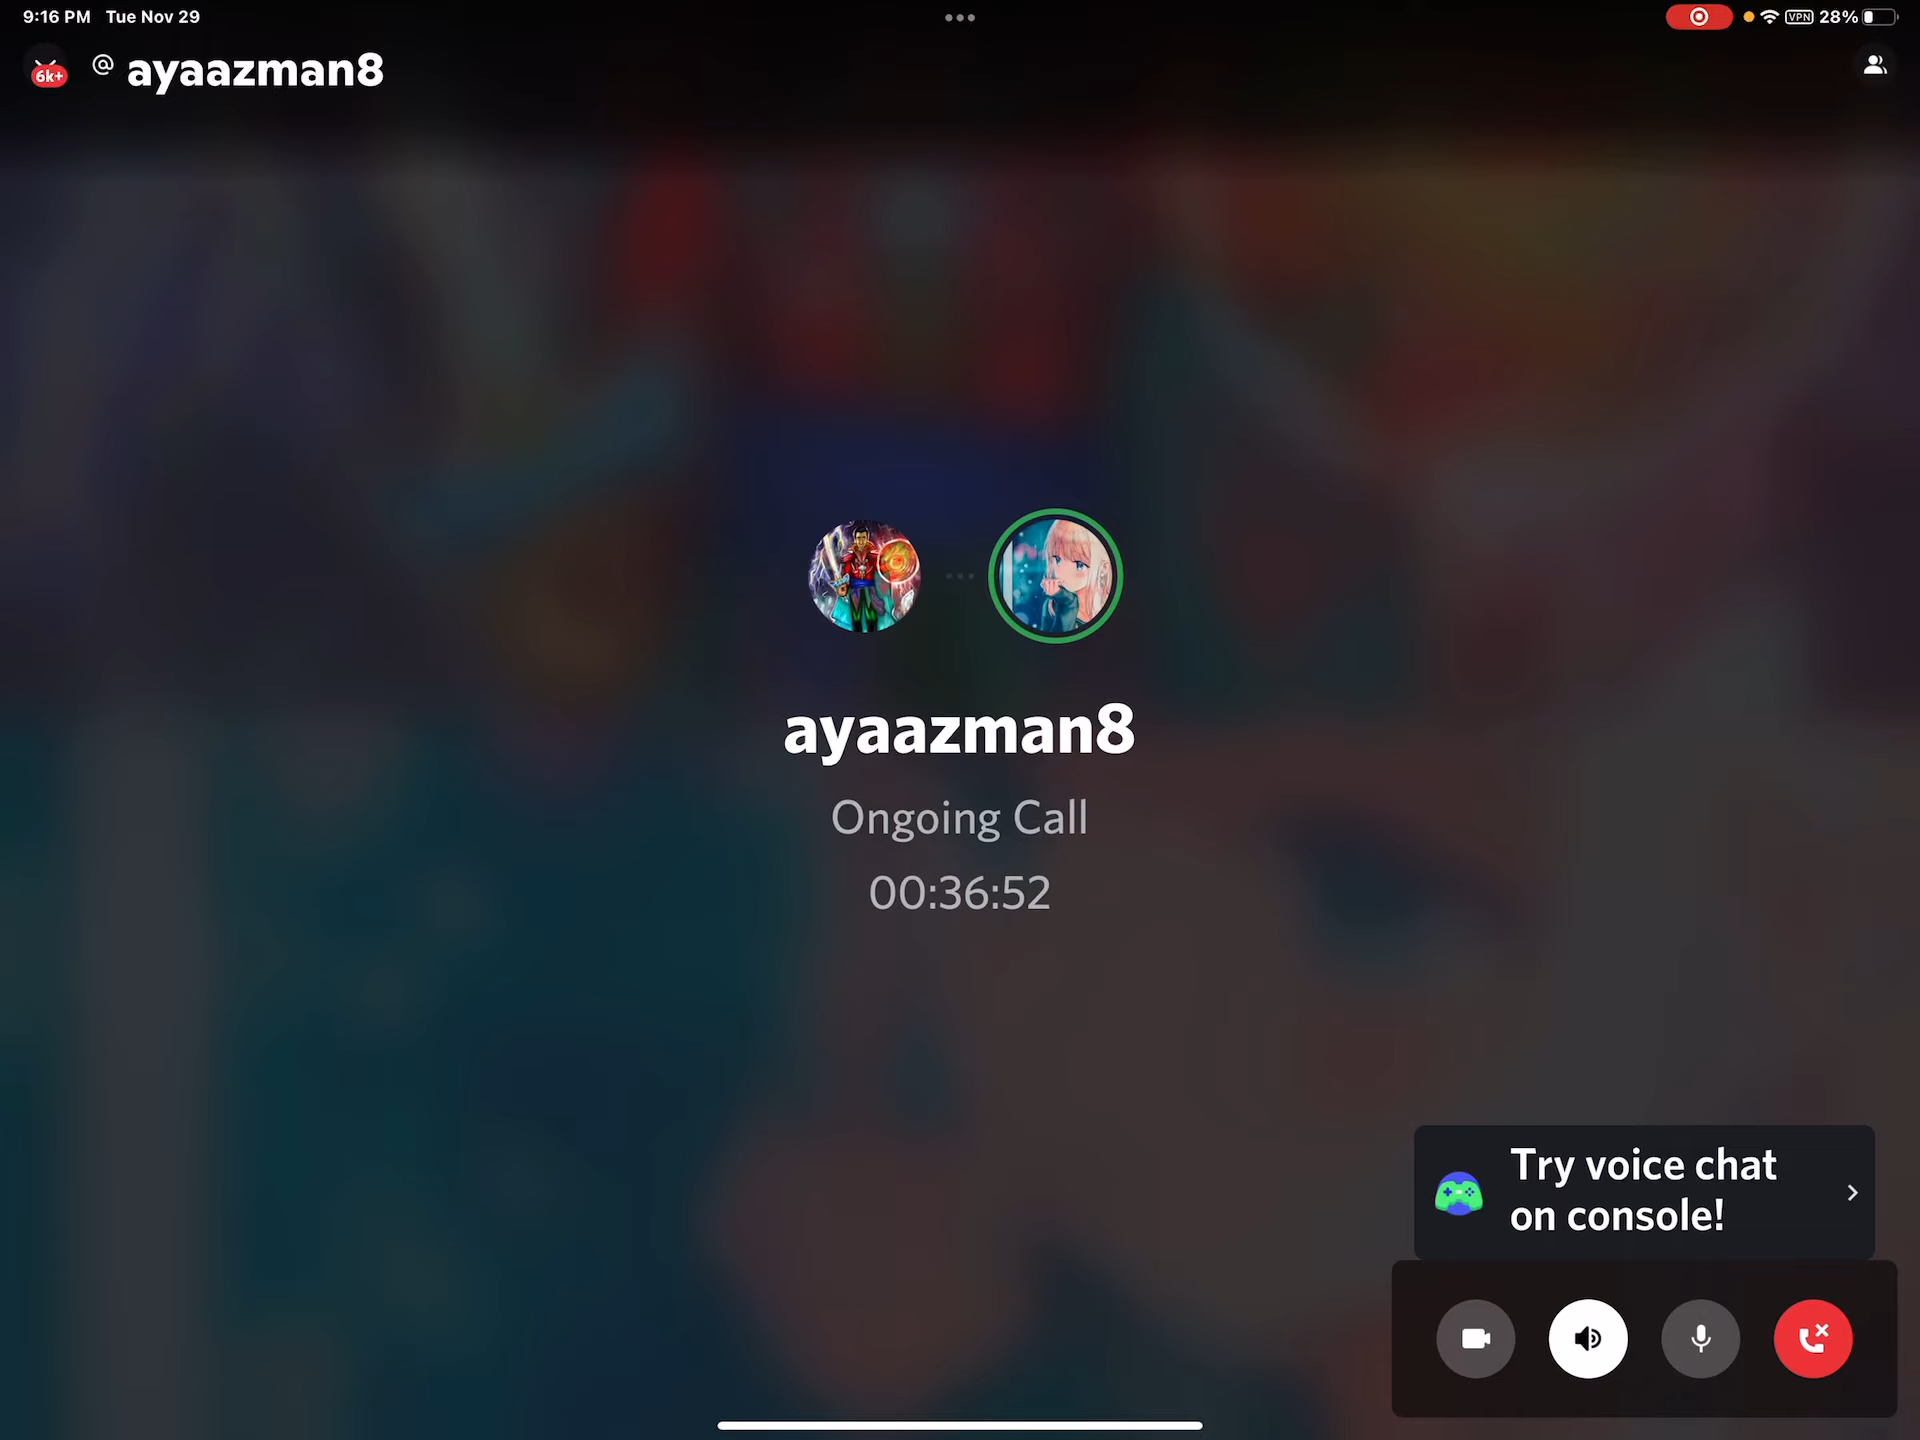 9:16 PM Tue Nov 29
VPN 28%
6k+ @ ayaazman8
ayaazman8
Ongoing Call
00:36:52
Try voice chat
on console!